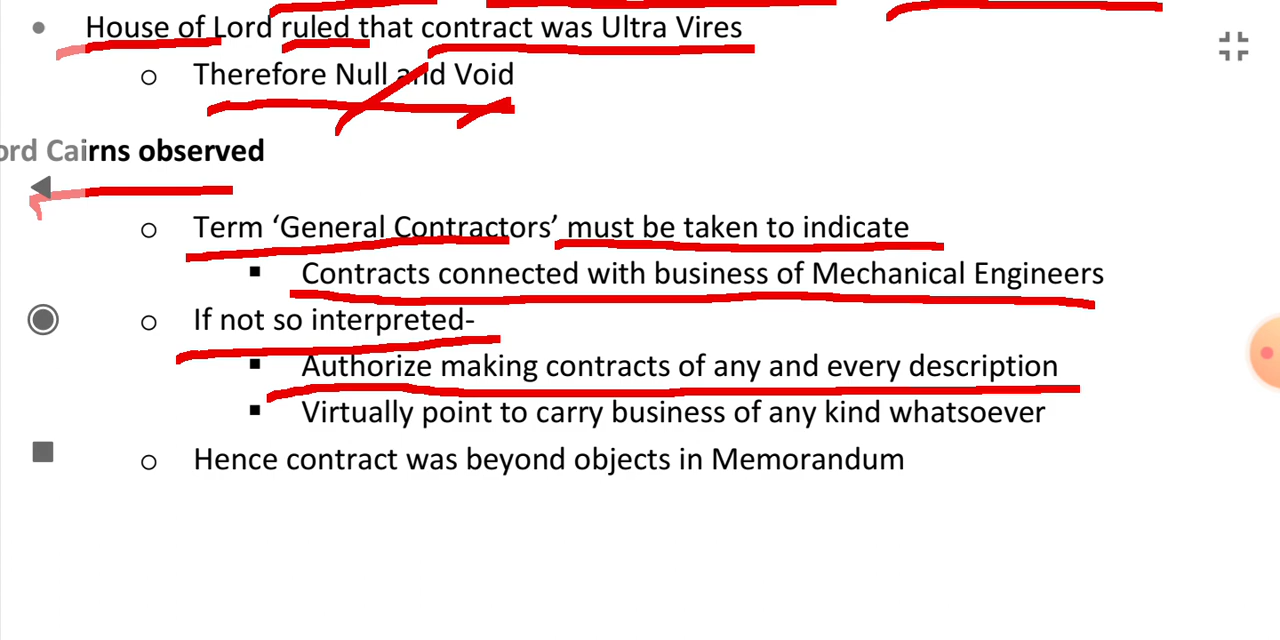 House of Lord ruled that contract was Ultra Vires
Therefore Null and Void
ord Cairns observed
Term ‘General Contractors’ must be taken to indicate
Contracts connected with business of Mechanical Engineers
If not so interpreted-
Authorize making contracts of any and every description
Virtually point to carry business of any kind whatsoever
Hence contract was beyond objects in Memorandum